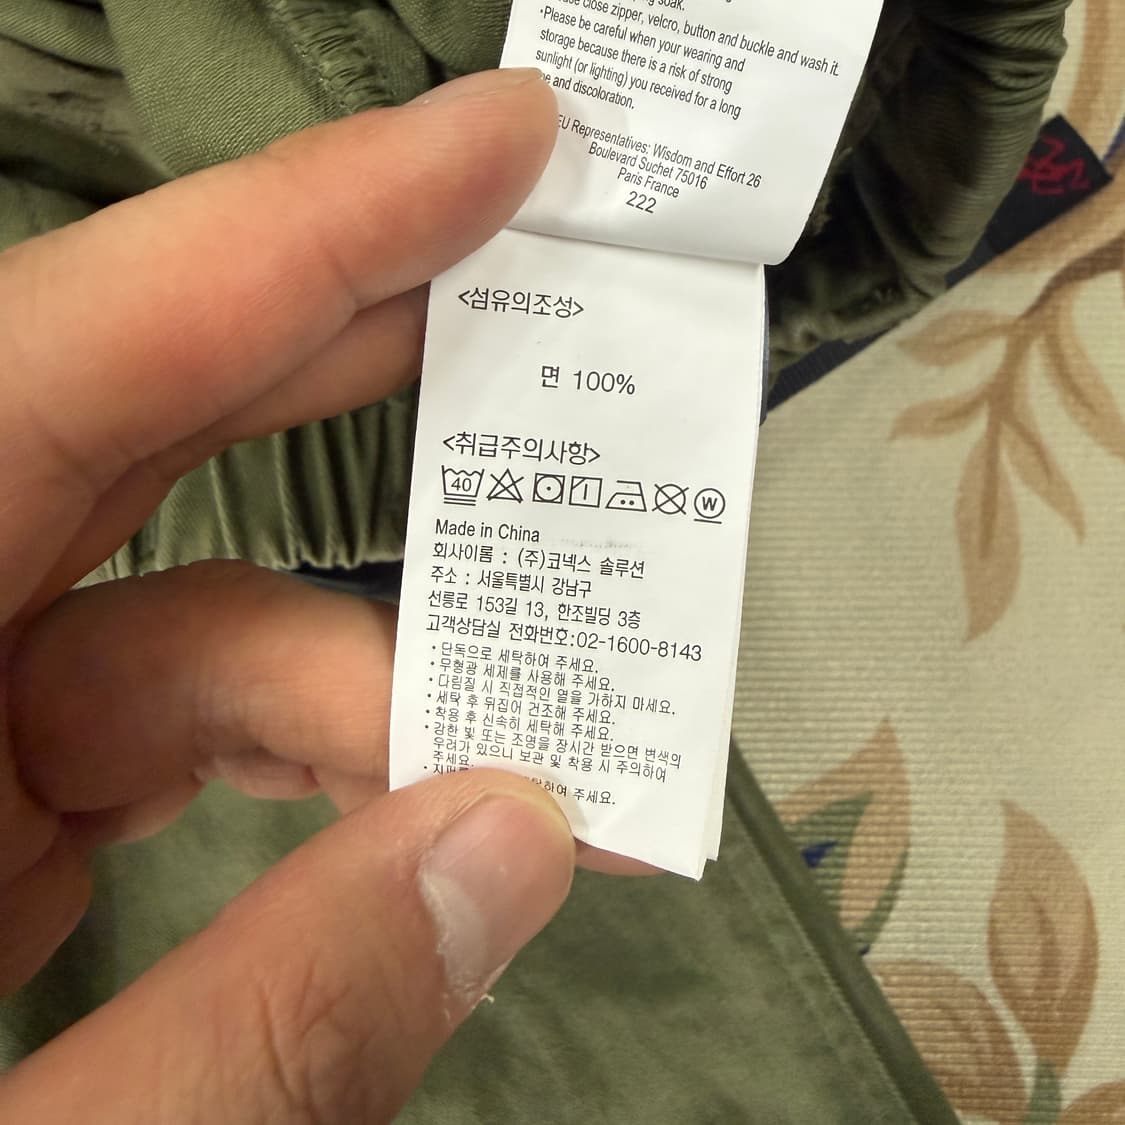 soak.
close zipper, velcro, button and buckle and wash it.
·Please be careful when your wearing and
storage because there is a risk of strong
sunlight (or lighting) you received for a long
and discoloration.
EU Representatives: Wisdom and Effort 26
Boulevard Suchet 75016
Paris France
222
<섬유의조성>
면 100%
<취급주의사항>
40 W
Made in China
회사이름 : (주)코넥스 솔루션
주소 : 서울특별시 강남구
선릉로 153길 13, 한조빌딩 3층
고객상담실 전화번호:02-1600-8143
·단독으로 세탁하여 주세요.
·무형광 세제를 사용해 주세요.
·다림질 시 직접적인 열을 가하지 마세요.
·세탁 후 뒤집어 건조해 주세요.
·착용 후 신속히 세탁해 주세요.
·강한 빛 또는 조명을 장시간 받으면 변색의
우려가 있으니 보관 및 착용 시 주의하여
주세요.
주세요.